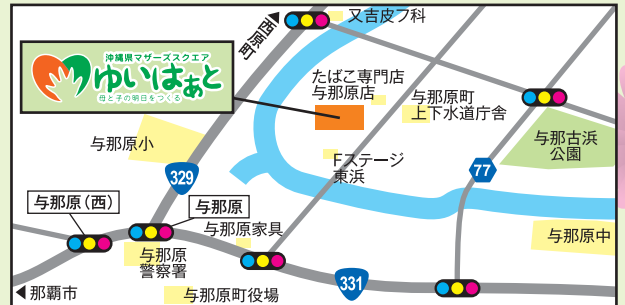 西原町
又吉皮フ科
沖縄県マザーズスクエア
ゆいはぁと
母と子の明日をつくる
たばこ専門店
与那原店
与那原町
上下水道庁舎
与那原小
与那古浜
公園
Fステージ
東浜
77
329
与那原(西)
与那原
与那原家具
与那原中
与那原
警察署
331
那覇市
与那原町役場